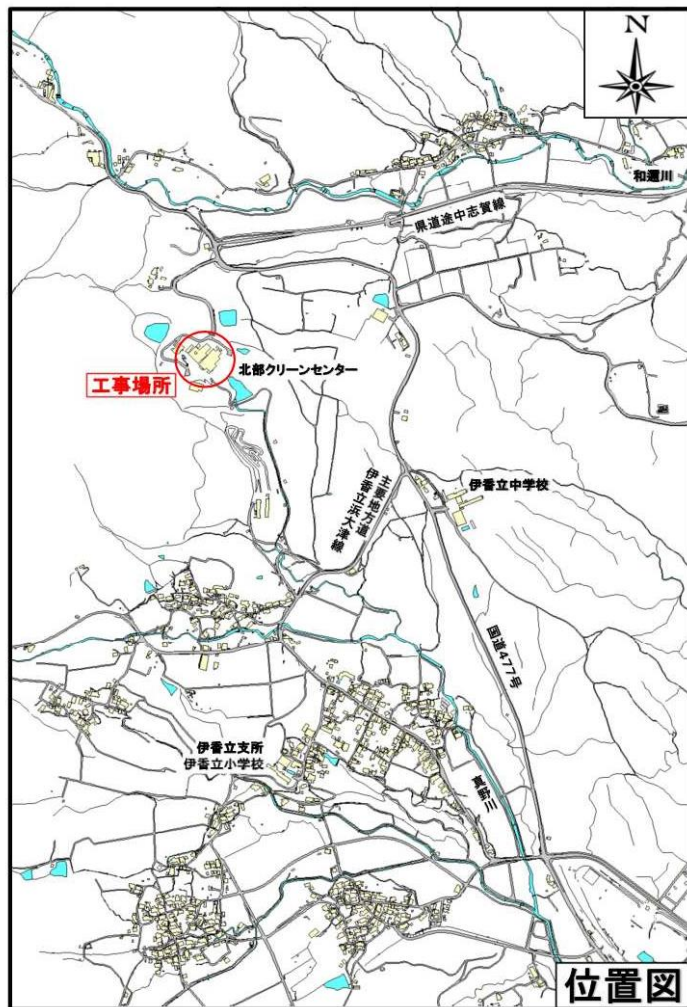 N
和邇川
県道途中志賀線
北部クリーンセンター
工事場所
主要地方道
伊香立浜大津線
伊香立中学校
国道477号
伊香立支所
伊香立小学校
真野川
位置図